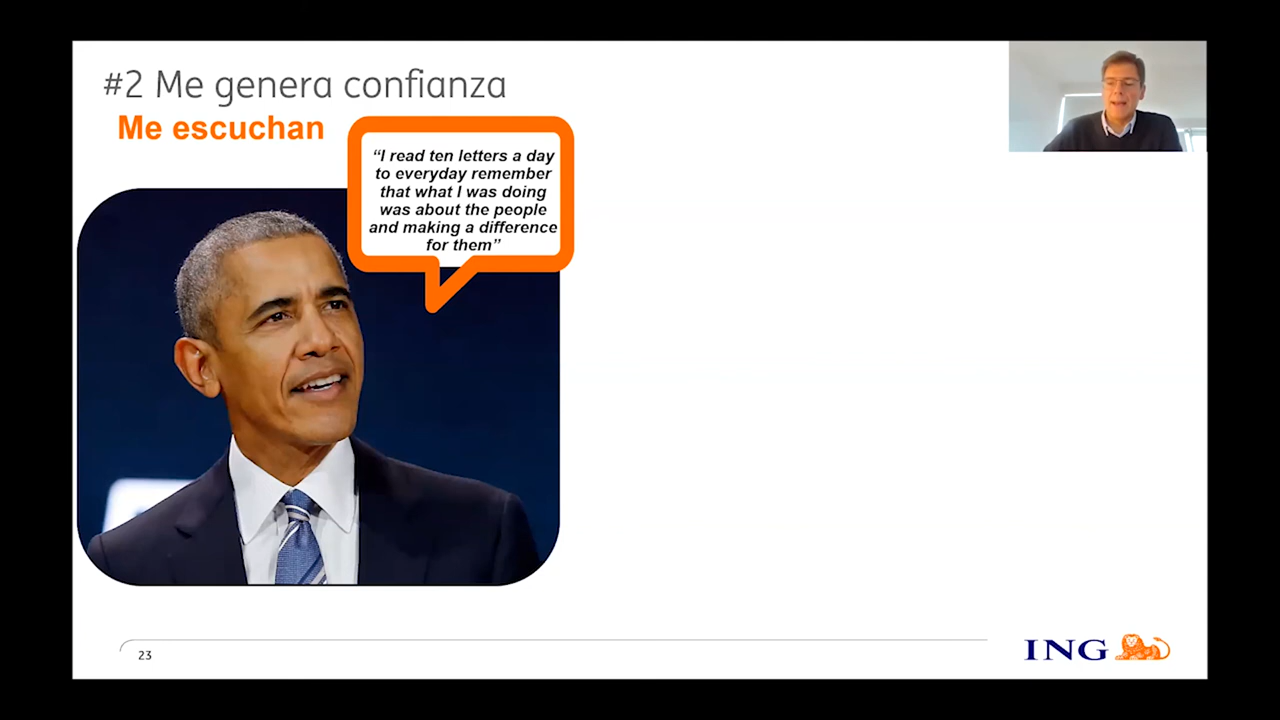 #2 Me genera confianza
Me escuchan
“I read ten letters a day
to everyday remember
that what I was doing
was about the people
and making a difference
for them”
23
ING